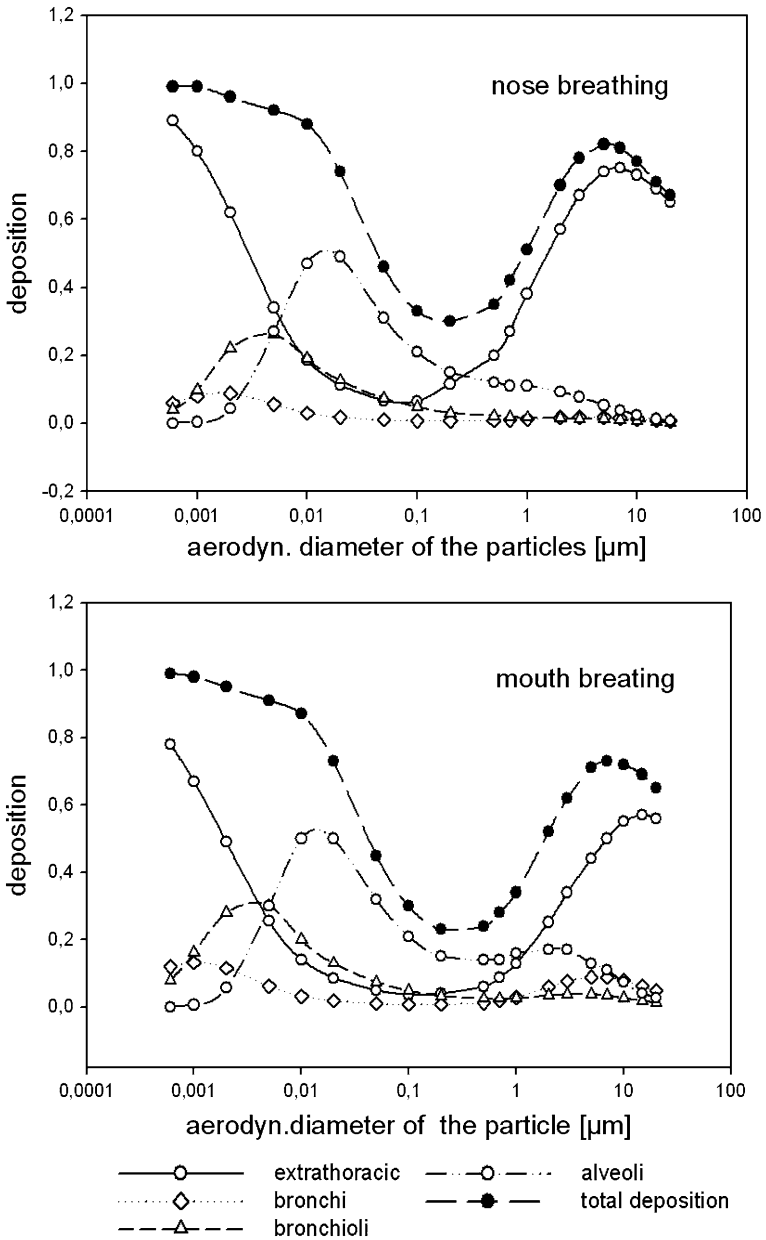 1,2
1,0
0,8
0,6
0,4
0,2
0,0
-0,2
deposition
nose breathing
0,0001 0,001 0,01 0,1 1 10 100
aerodyn. diameter of the particles [µm]
1,2
1,0
0,8
0,6
0,4
0,2
0,0
deposition
mouth breating
0,0001 0,001 0,01 0,1 1 10 100
aerodyn.diameter of the particle [µm]
extrathoracic alveoli
bronchi total deposition
bronchioli